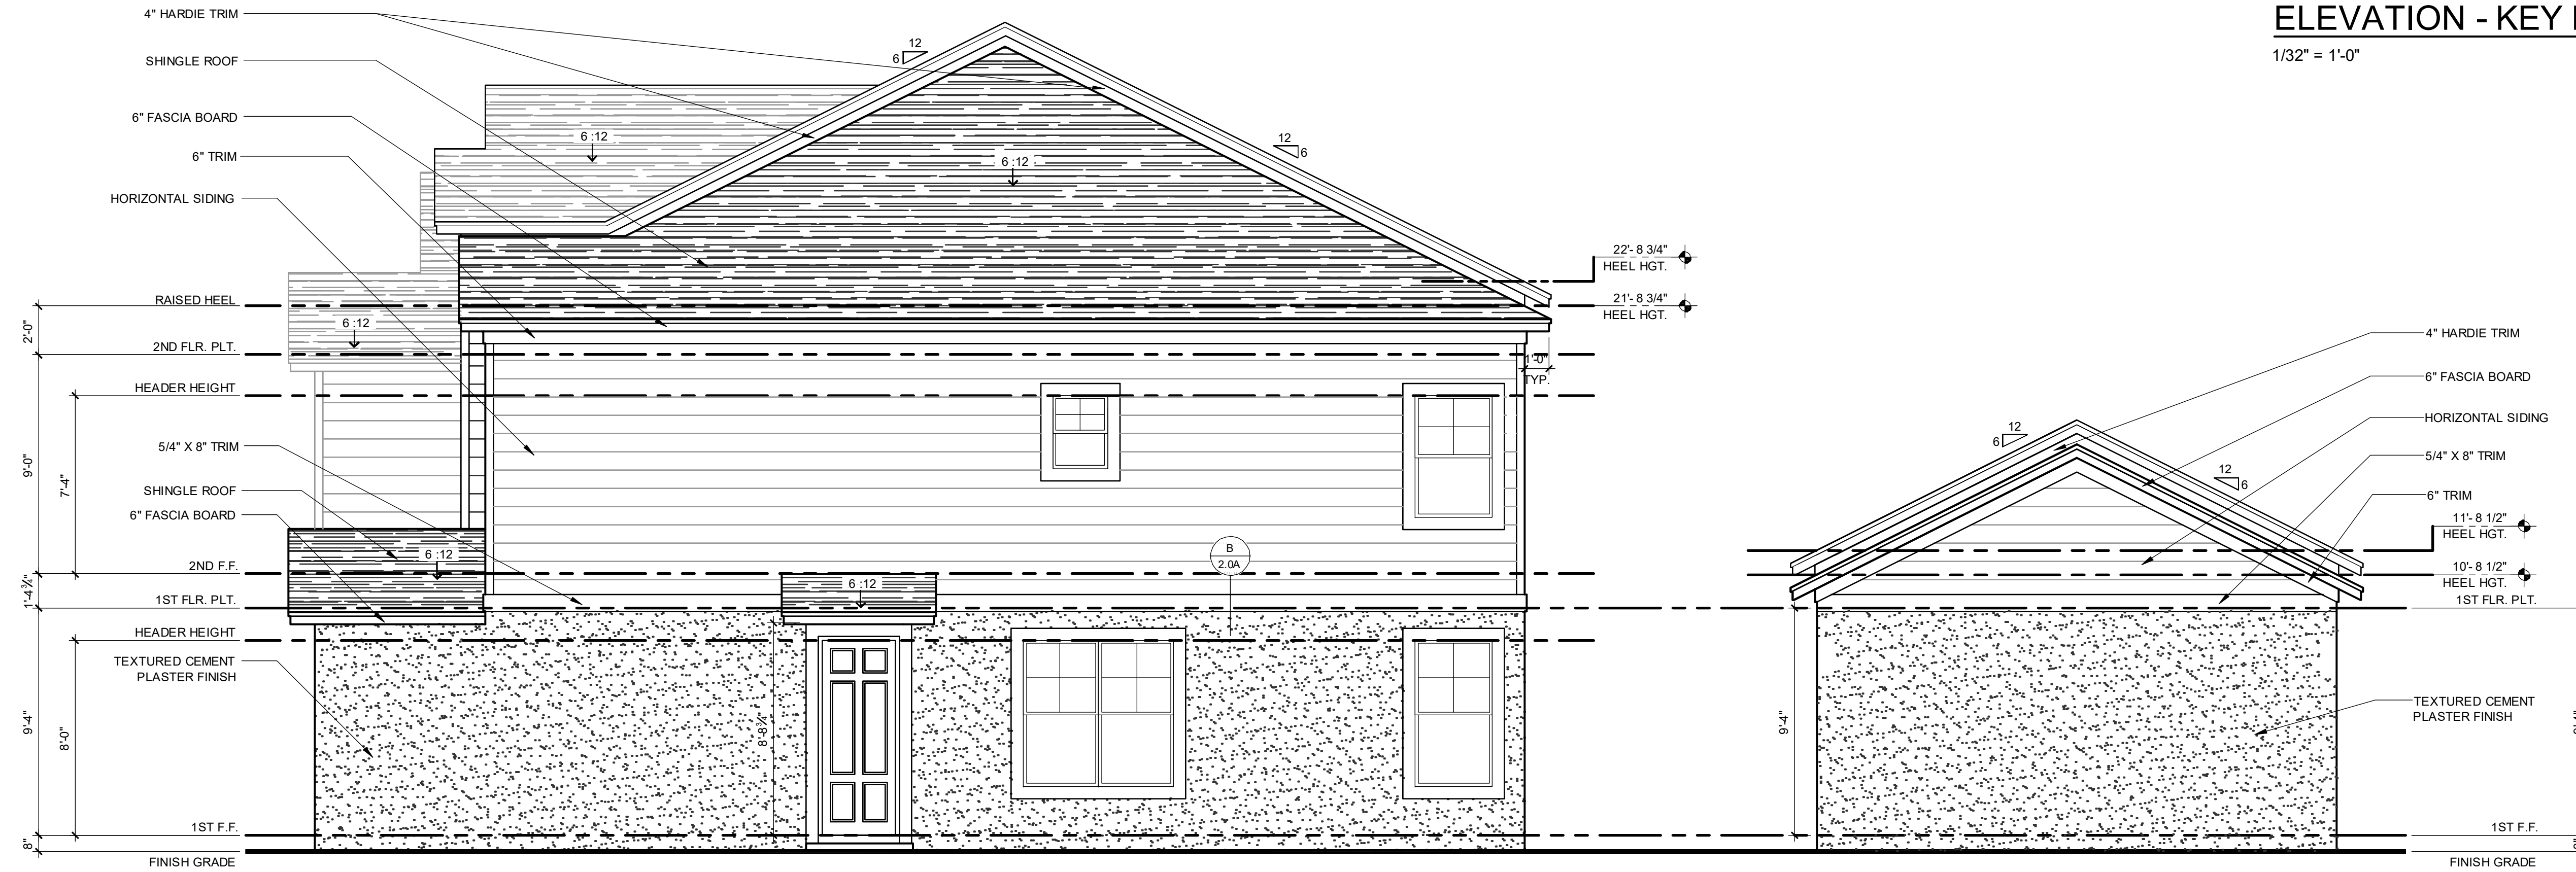 ELEVATION - KEY
1/32" = 1'-0"
4" HARDIE TRIM
SHINGLE ROOF
6" FASCIA BOARD
6" TRIM
HORIZONTAL SIDING
RAISED HEEL
2ND FLR. PLT.
HEADER HEIGHT
5/4" X 8" TRIM
SHINGLE ROOF
6" FASCIA BOARD
2ND F.F.
1ST FLR. PLT.
HEADER HEIGHT
TEXTURED CEMENT
PLASTER FINISH
1ST F.F.
FINISH GRADE
2'-0"
9'-0"
7'-4"
1'-4¾"
9'-4"
8'-0"
8"
12
6
12
6
6 :12
6 :12
6 :12
6 :12
6 :12
22'- 8 3/4"
HEEL HGT.
21'- 8 3/4"
HEEL HGT.
1'-0"
TYP.
B
2.0A
8'-8¾"
12
6
12
6
4" HARDIE TRIM
6" FASCIA BOARD
HORIZONTAL SIDING
5/4" X 8" TRIM
6" TRIM
11'- 8 1/2"
HEEL HGT.
10'- 8 1/2"
HEEL HGT.
1ST FLR. PLT.
9'-4"
TEXTURED CEMENT
PLASTER FINISH
1ST F.F.
FINISH GRADE